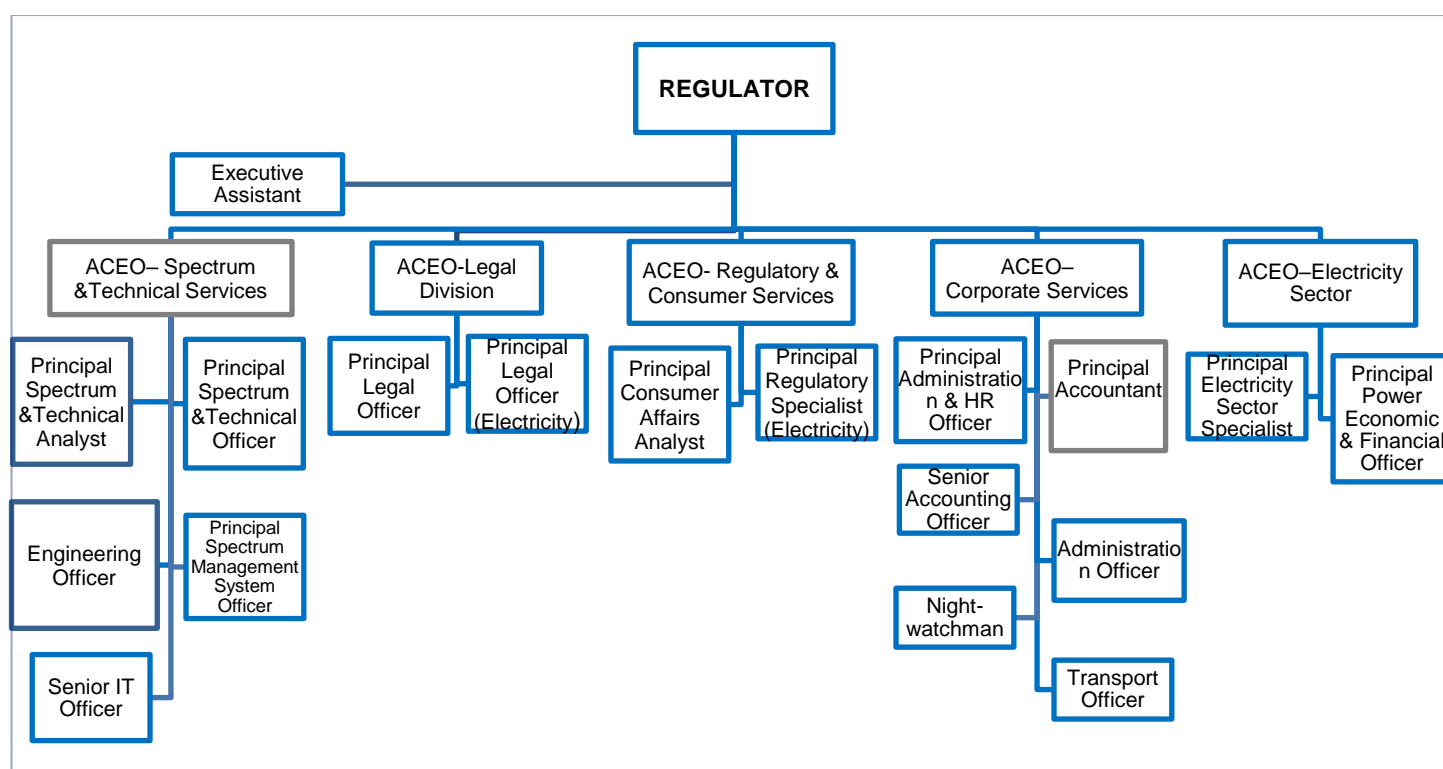 REGULATOR
Executive
Assistant
ACEO– Spectrum
&Technical Services
ACEO-Legal
Division
ACEO- Regulatory &
Consumer Services
ACEO–
Corporate Services
ACEO–Electricity
Sector
Principal
Spectrum
&Technical
Analyst
Principal
Spectrum
&Technical
Officer
Principal
Legal
Officer
Principal
Legal
Officer
(Electricity)
Principal
Consumer
Affairs
Analyst
Principal
Regulatory
Specialist
(Electricity)
Principal
Administratio
n & HR
Officer
Principal
Accountant
Principal
Electricity
Sector
Specialist
Principal
Power
Economic
& Financial
Officer
Engineering
Officer
Principal
Spectrum
Management
System
Officer
Senior
Accounting
Officer
Administratio
n Officer
Night-
watchman
Senior IT
Officer
Transport
Officer